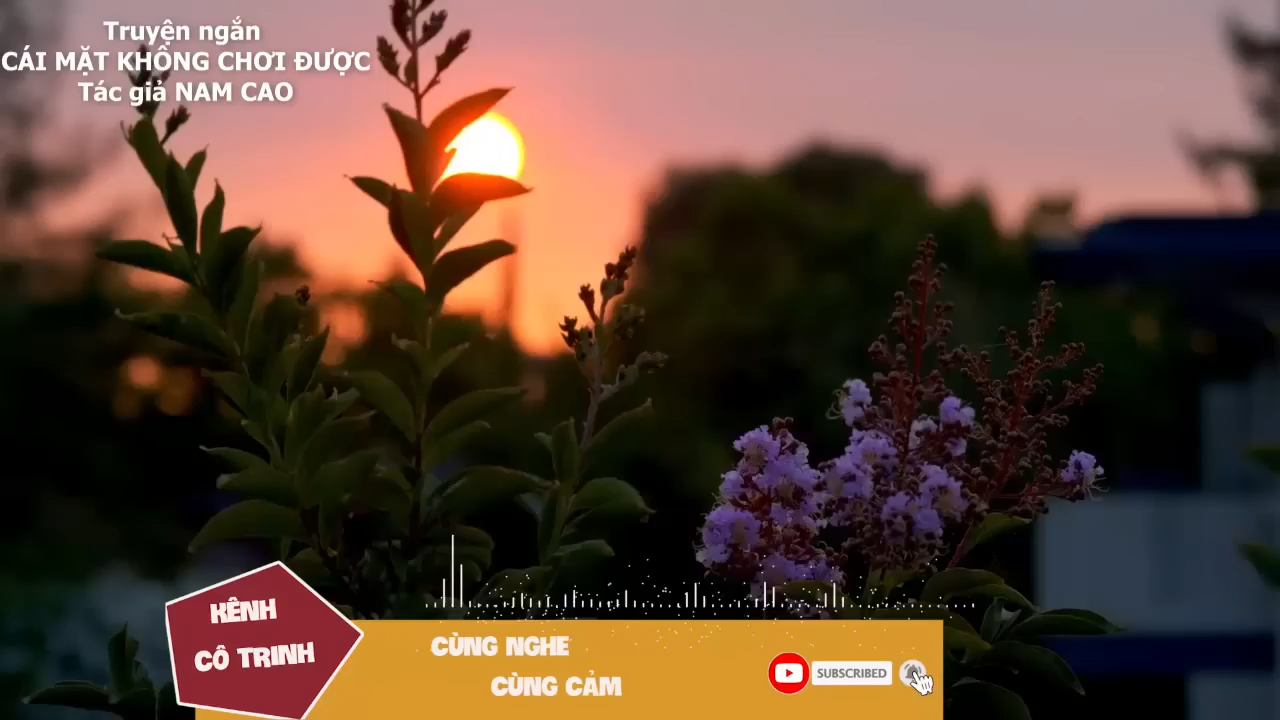 Truyện ngắn
CÁI MẶT KHÔNG CHƠI ĐƯỢC
Tác giả NAM CAO
KÊNH
CÔ TRINH
CÙNG NGHE
CÙNG CẢM
SUBSCRIBED